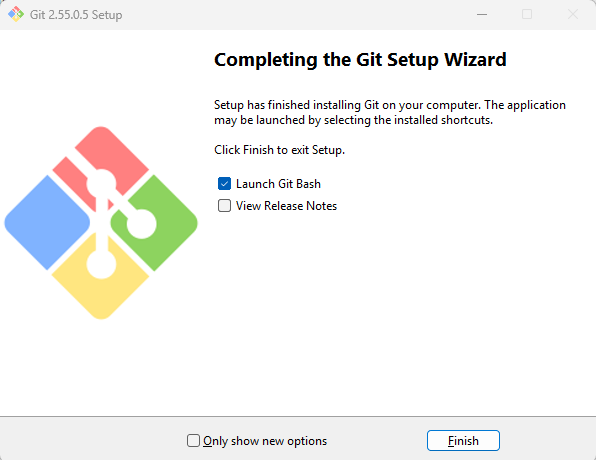 Git 2.55.0.5 Setup
Completing the Git Setup Wizard
Setup has finished installing Git on your computer. The application
may be launched by selecting the installed shortcuts.
Click Finish to exit Setup.
Launch Git Bash
View Release Notes
Only show new options
Finish